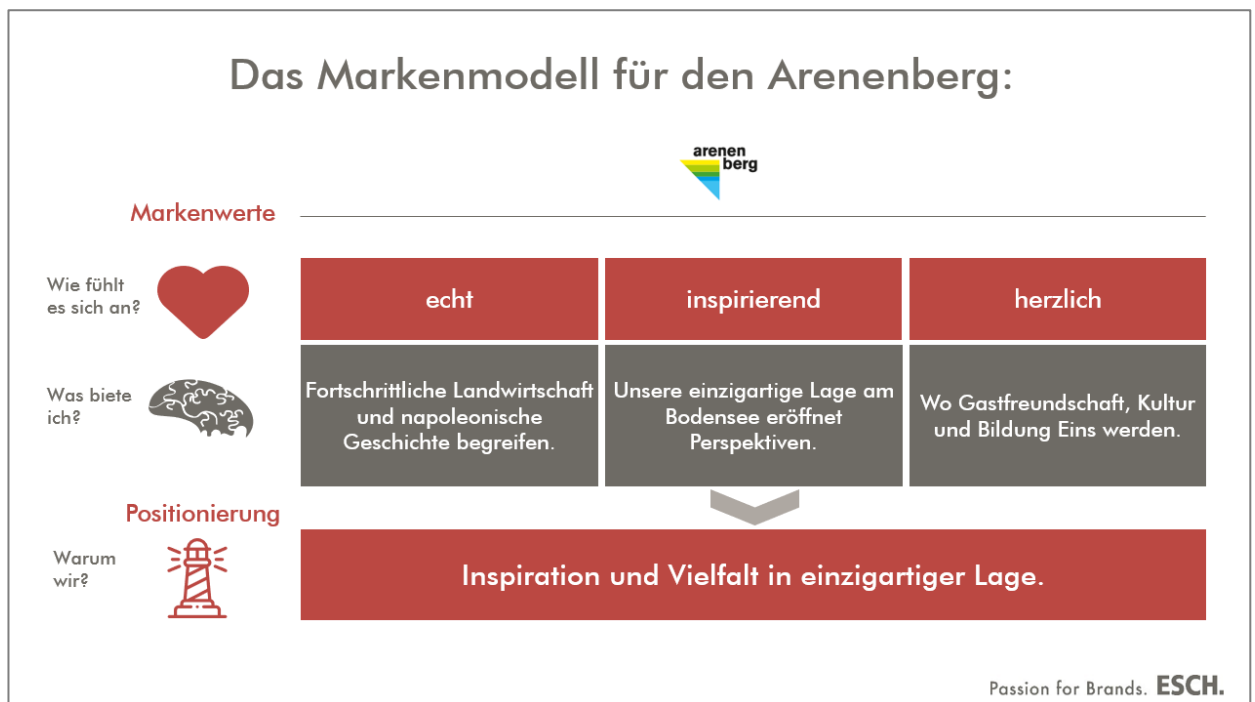 Das Markenmodell für den Arenenberg:
arenen
berg
Markenwerte
Wie fühlt
es sich an?
echt
inspirierend
herzlich
Was biete
ich?
Fortschrittliche Landwirtschaft
und napoleonische
Geschichte begreifen.
Unsere einzigartige Lage am
Bodensee eröffnet
Perspektiven.
Wo Gastfreundschaft, Kultur
und Bildung Eins werden.
Positionierung
Warum
wir?
Inspiration und Vielfalt in einzigartiger Lage.
Passion for Brands. ESCH.